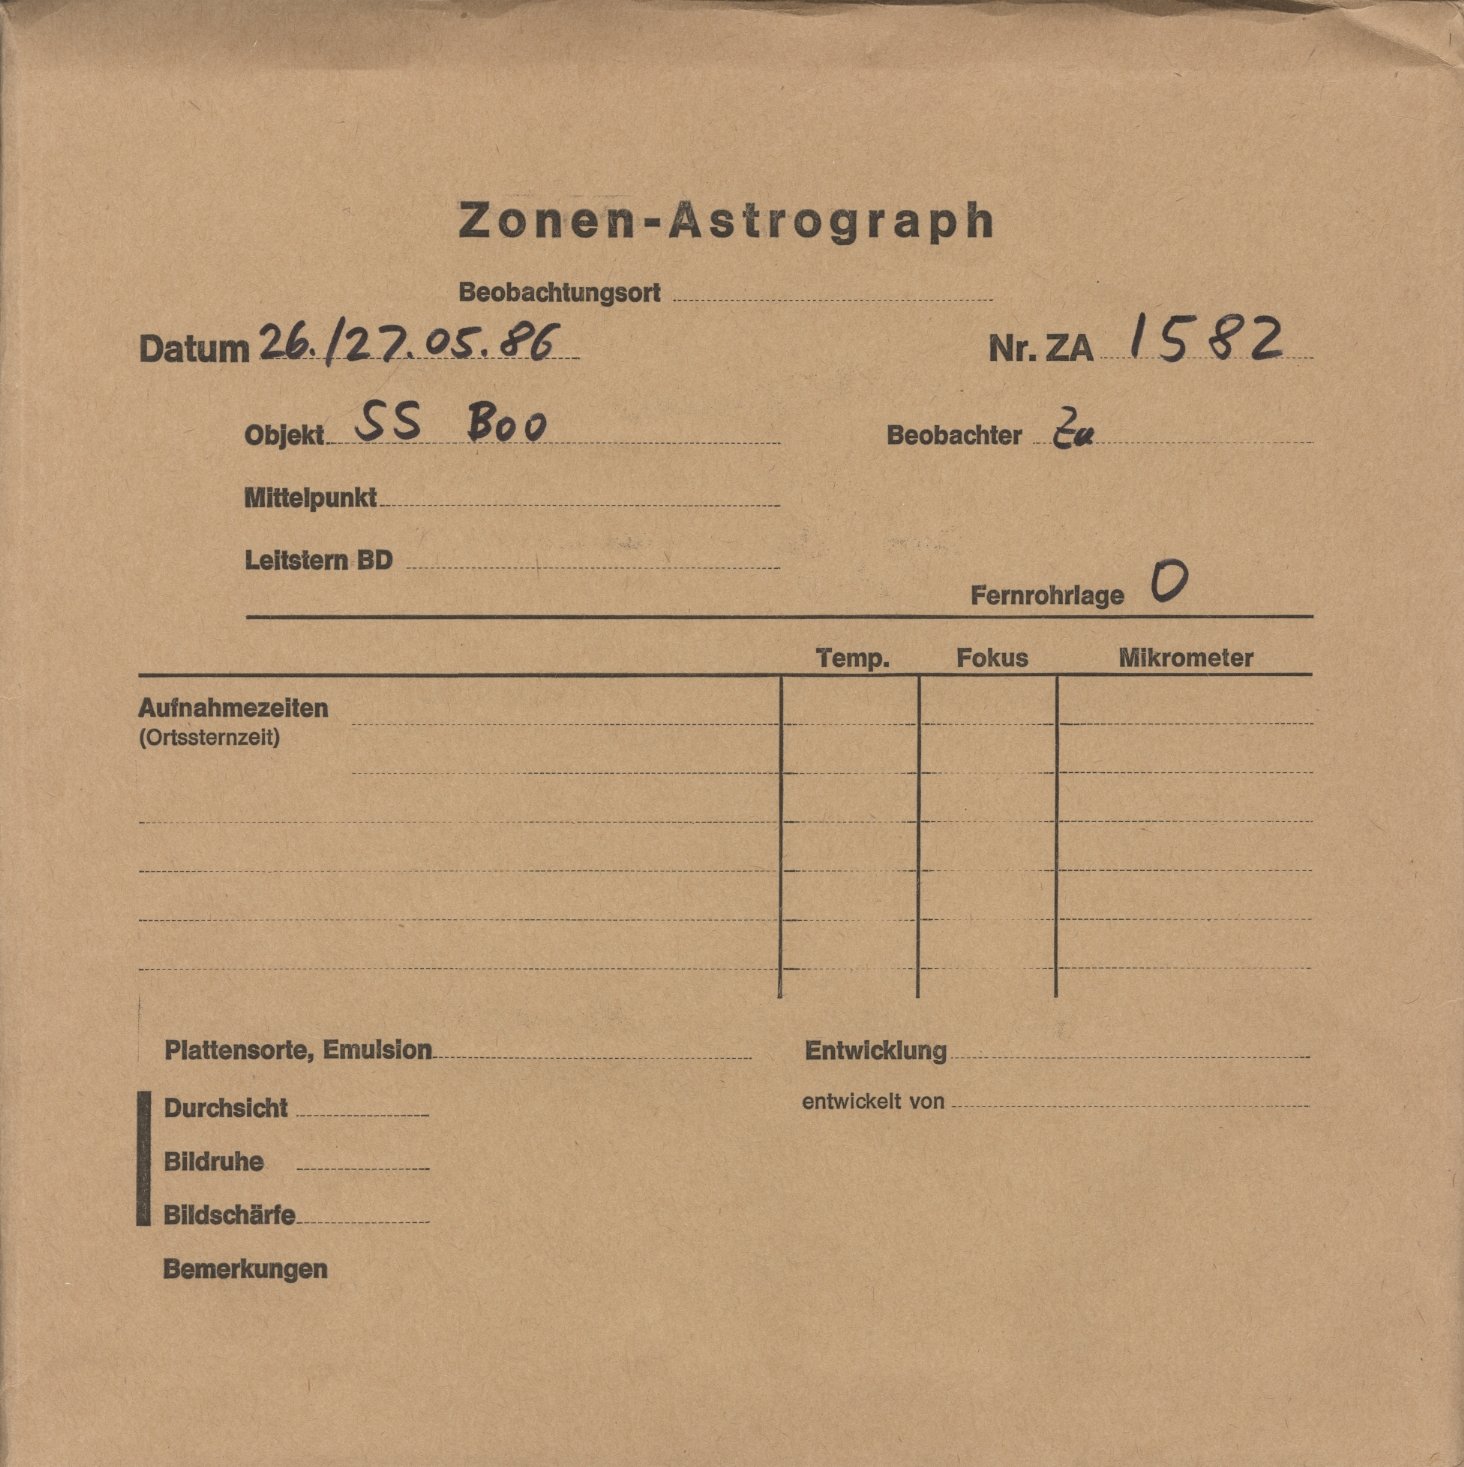 Zonen-Astrograph
Beobachtungsort
Datum 26./27.05.86 Nr. ZA 1582
Objekt SS Boo Beobachter Zu
Mittelpunkt
Leitstern BD
Fernrohrlage O
Temp. Fokus Mikrometer
Aufnahmezeiten
(Ortssternzeit)
Plattensorte, Emulsion Entwicklung
Durchsicht entwickelt von
Bildruhe
Bildschärfe
Bemerkungen